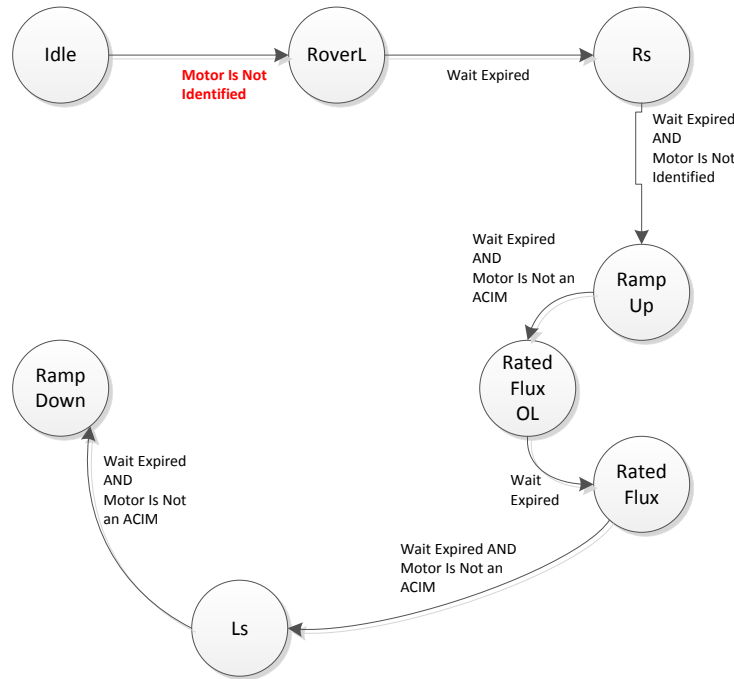 Idle
Motor Is Not
Identified
RoverL
Wait Expired
Rs
Wait Expired
AND
Motor Is Not
Identified
Ramp
Up
Wait Expired
AND
Motor Is Not an
ACIM
Rated
Flux
OL
Wait
Expired
Rated
Flux
Wait Expired AND
Motor Is Not an
ACIM
Ls
Wait Expired
AND
Motor Is Not
an ACIM
Ramp
Down